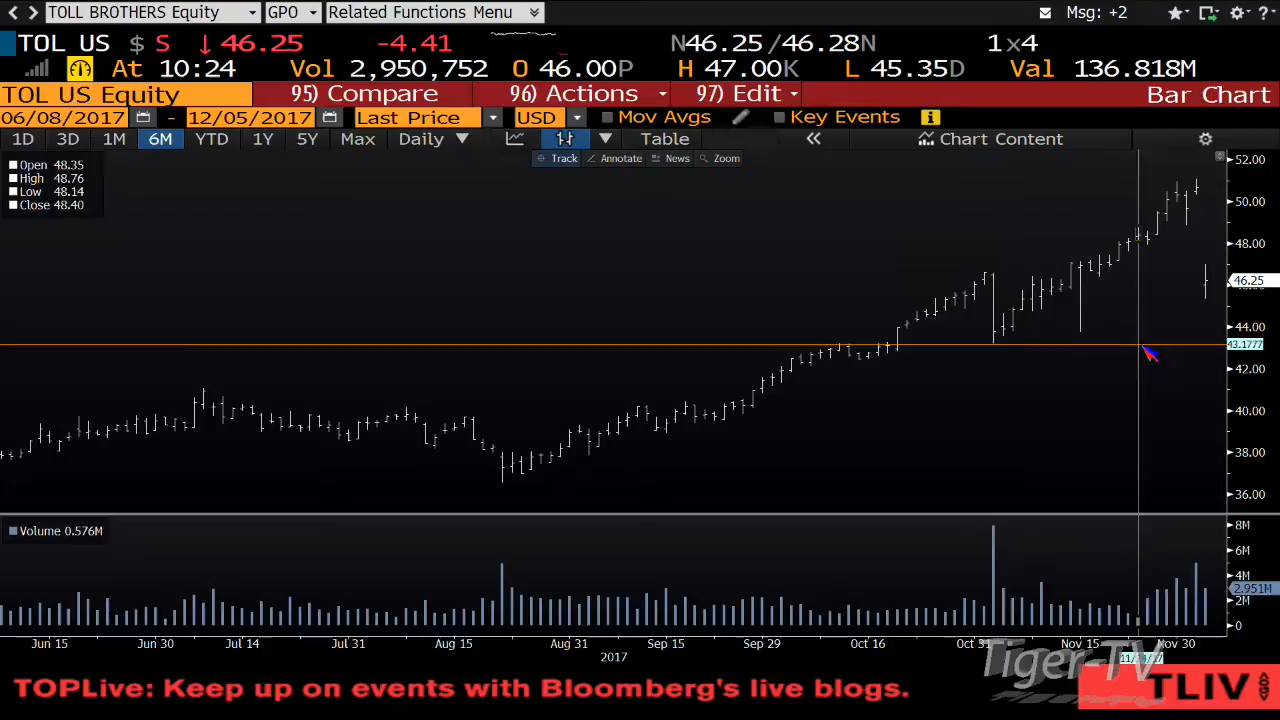 TOLL BROTHERS Equity GPO Related Functions Menu Msg: +2 ?
TOL US $ S ↓ 46.25 -4.41 N46.25 / 46.28N 1 x 4
At 10:24 Vol 2,950,752 O 46.00P H 47.00K L 45.35D Val 136.818M
TOL US Equity 95) Compare 96) Actions 97) Edit Bar Chart
06/08/2017 - 12/05/2017 Last Price USD Mov Avgs Key Events i
1D 3D 1M 6M YTD 1Y 5Y Max Daily ▼ Table « Chart Content
Track Annotate News Zoom
Open 48.35
High 48.76
Low 48.14
Close 48.40
52.00
50.00
48.00
46.25
44.00
43.1777
42.00
40.00
38.00
36.00
Volume 0.576M
8M
6M
4M
2.951M
2M
0
Jun 15 Jun 30 Jul 14 Jul 31 Aug 15 Aug 31 Sep 15 Sep 29 Oct 16 Oct 31 Nov 15 Nov 30
2017
Tiger-TV
TOPLive: Keep up on events with Bloomberg's live blogs.
TLIV